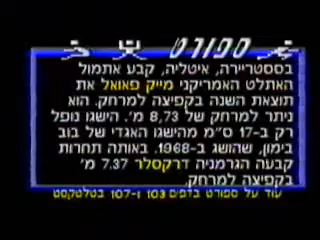 ספורט
בססטריירה, איטליה, קבע אתמול
האתלט האמריקני מייק פאואל את
תוצאת השנה בקפיצה למרחק. הוא
ניתר למרחק של 8,73 מ'. הישגו נופל
רק ב-17 ס"מ מהישגו האגדי של בוב
בימון, שהושג ב-1968. באותה תחרות
קבעה הגרמניה דרקסלר 7.37 מ'
בקפיצה למרחק.
עוד על ספורט בדפים 103 ו-107 בטלטקסט